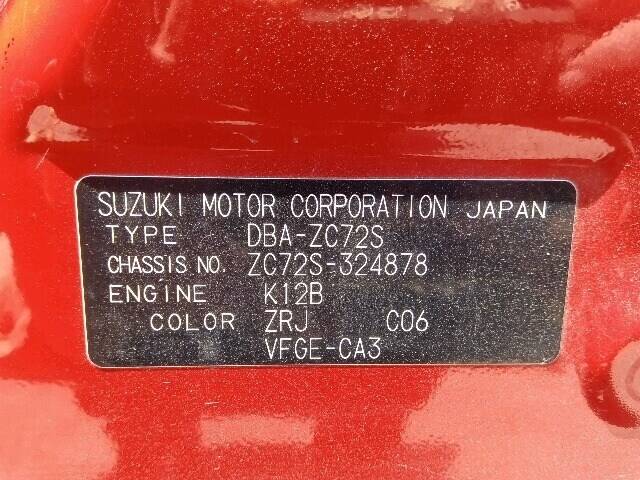 SUZUKI MOTOR CORPORATION JAPAN
TYPE DBA-ZC72S
CHASSIS NO. ZC72S-324878
ENGINE K12B
COLOR ZRJ C06
VFGE-CA3